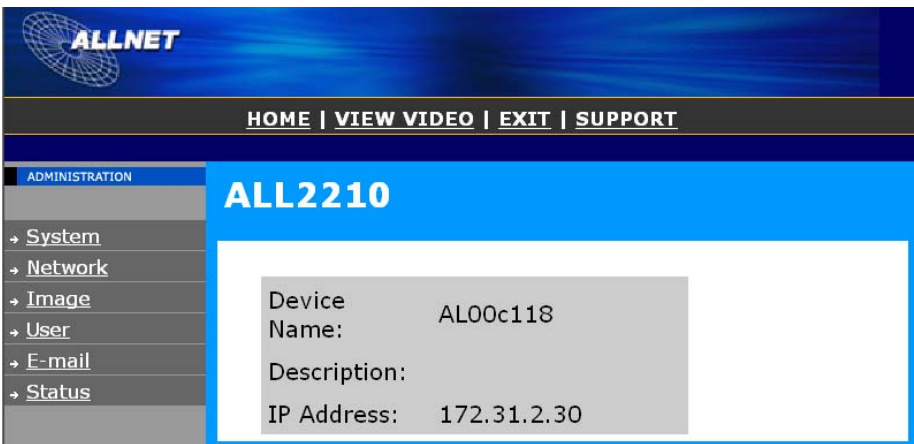 ALLNET
HOME | VIEW VIDEO | EXIT | SUPPORT
ADMINISTRATION
System
Network
Image
User
E-mail
Status
ALL2210
Device Name: AL00c118
Description:
IP Address: 172.31.2.30